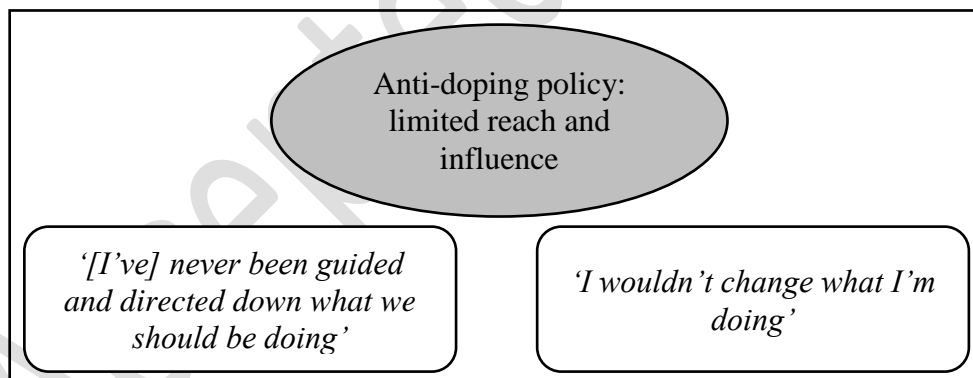 Anti-doping policy:
limited reach and
influence
‘[I’ve] never been guided
and directed down what we
should be doing’
‘I wouldn’t change what I’m
doing’